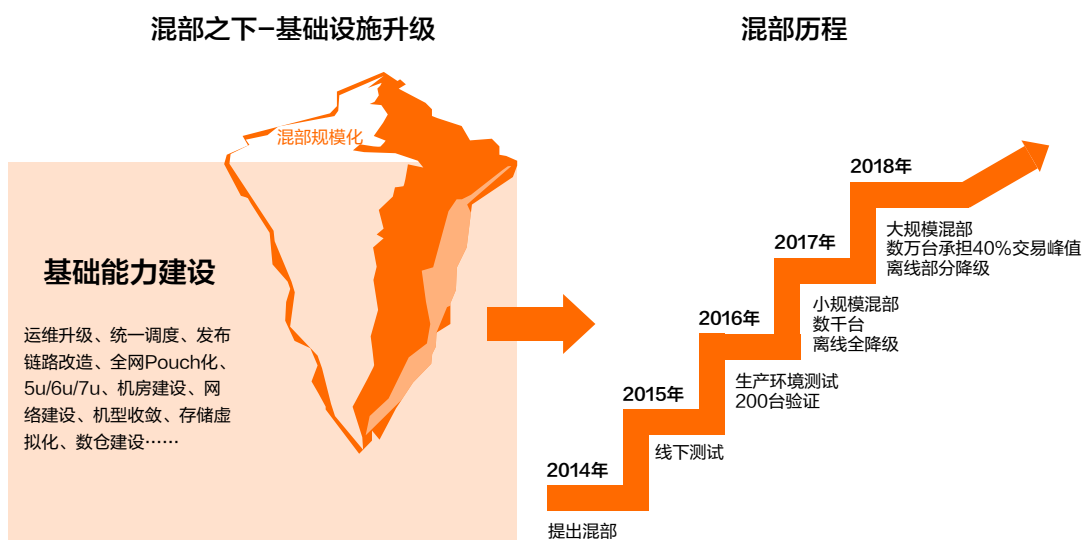 混部之下-基础设施升级
混部规模化
基础能力建设
运维升级、统一调度、发布
链路改造、全网Pouch化、
5u/6u/7u、机房建设、网
络建设、机型收敛、存储虚
拟化、数仓建设……
混部历程
2014年
提出混部
2015年
线下测试
2016年
生产环境测试
200台验证
2017年
小规模混部
数千台
离线全降级
2018年
大规模混部
数万台承担40%交易峰值
离线部分降级